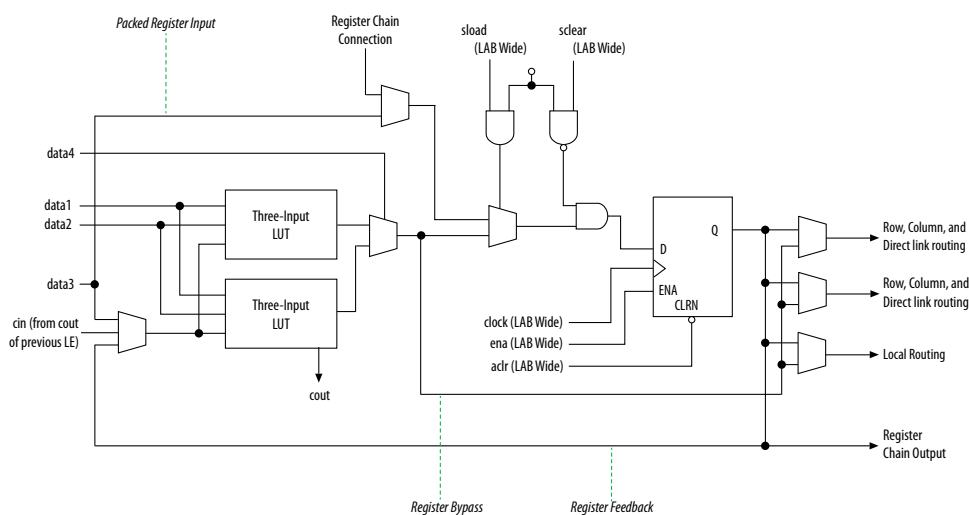 Packed Register Input
Register Chain
Connection
sload
(LAB Wide)
sclear
(LAB Wide)
data4
data1
data2
data3
cin (from cout
of previous LE)
Three-Input
LUT
Three-Input
LUT
cout
D
Q
ENA
CLRN
clock (LAB Wide)
ena (LAB Wide)
aclr (LAB Wide)
Row, Column, and
Direct link routing
Row, Column, and
Direct link routing
Local Routing
Register
Chain Output
Register Bypass
Register Feedback